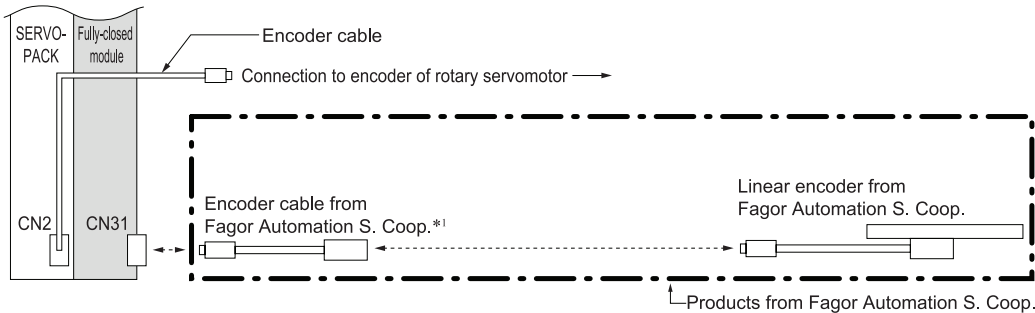 SERVO-
PACK
Fully-closed
module
Encoder cable
Connection to encoder of rotary servomotor
CN2
CN31
Encoder cable from
Fagor Automation S. Coop.*1
Linear encoder from
Fagor Automation S. Coop.
Products from Fagor Automation S. Coop.